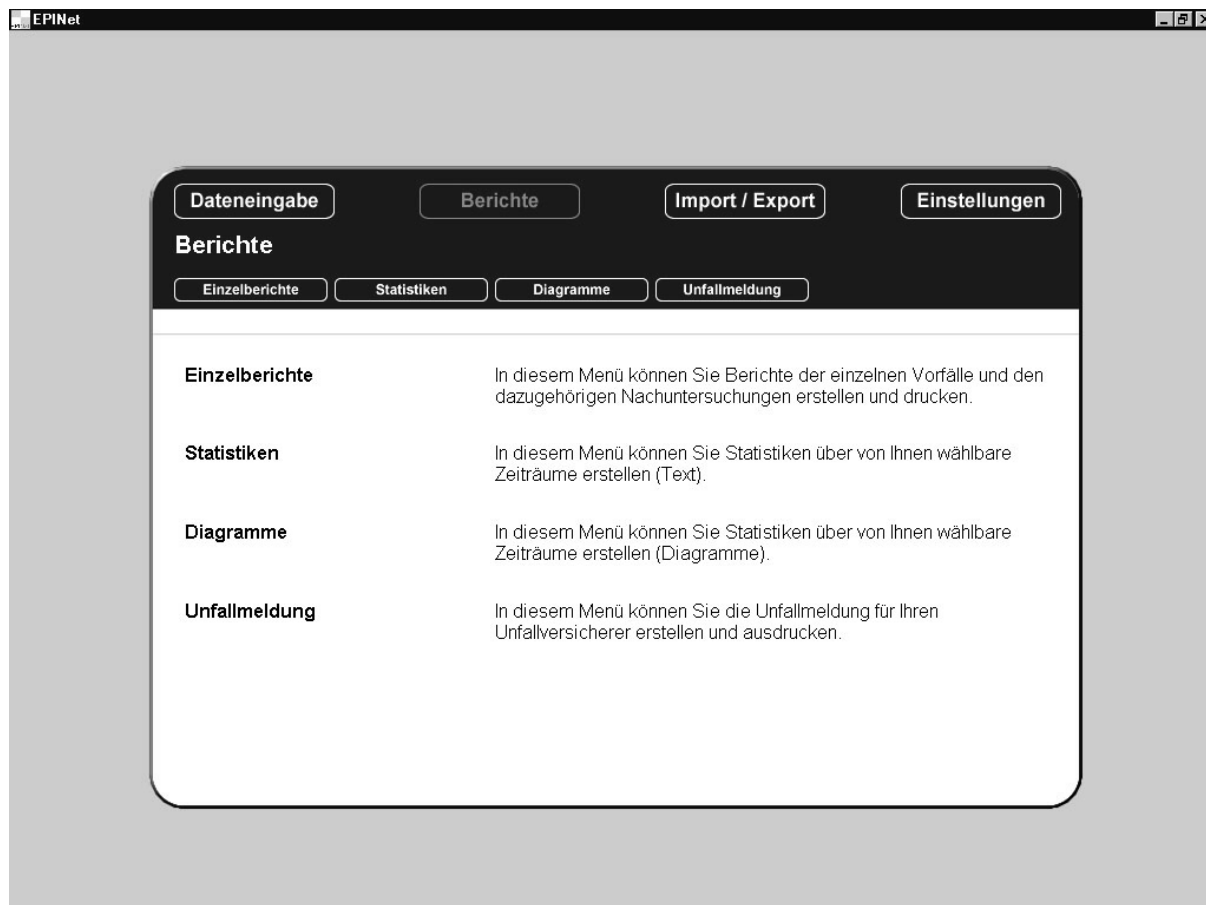 EPINet
Dateneingabe Berichte Import / Export Einstellungen
Berichte
Einzelberichte Statistiken Diagramme Unfallmeldung
Einzelberichte In diesem Menü können Sie Berichte der einzelnen Vorfälle und den
dazugehörigen Nachuntersuchungen erstellen und drucken.
Statistiken In diesem Menü können Sie Statistiken über von Ihnen wählbare
Zeiträume erstellen (Text).
Diagramme In diesem Menü können Sie Statistiken über von Ihnen wählbare
Zeiträume erstellen (Diagramme).
Unfallmeldung In diesem Menü können Sie die Unfallmeldung für Ihren
Unfallversicherer erstellen und ausdrucken.